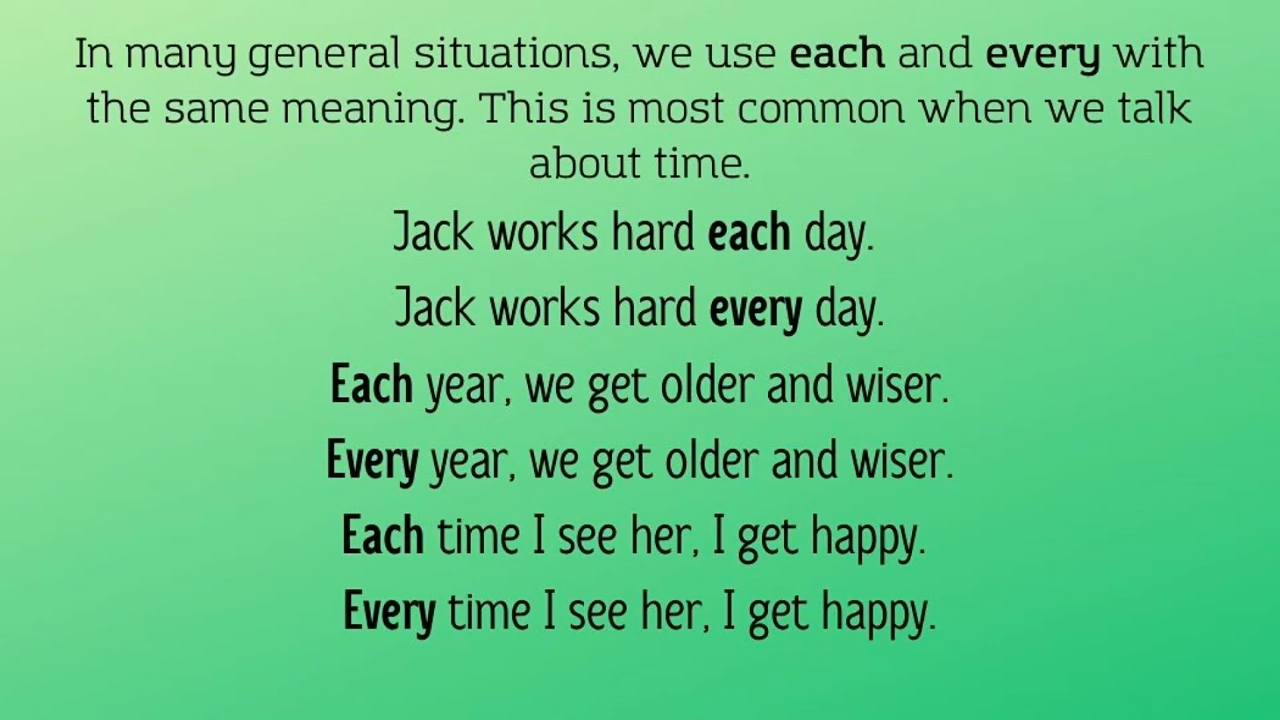 In many general situations, we use each and every with
the same meaning. This is most common when we talk
about time.
Jack works hard each day.
Jack works hard every day.
Each year, we get older and wiser.
Every year, we get older and wiser.
Each time I see her, I get happy.
Every time I see her, I get happy.